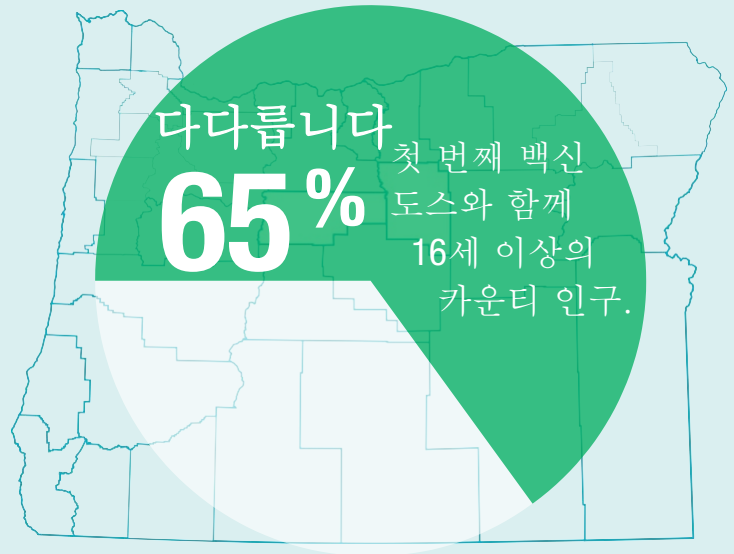 다다릅니다
65%
첫 번째 백신
도스와 함께
16세 이상의
카운티 인구.